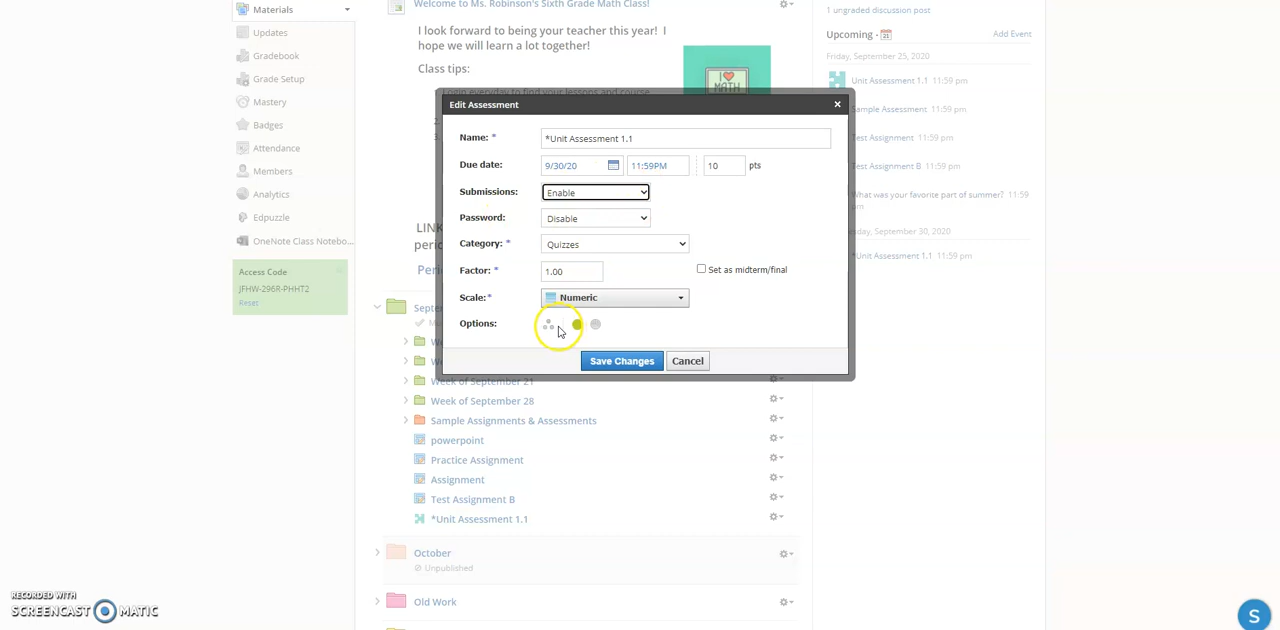 Materials
Updates
Gradebook
Grade Setup
Mastery
Badges
Attendance
Members
Analytics
Edpuzzle
OneNote Class Notebo...
Access Code
JFHW-296R-PHHT2
Reset
Welcome to Ms. Robinson's Sixth Grade Math Class!
I look forward to being your teacher this year! I
hope we will learn a lot together!
Class tips:
I ♥
MATH
Edit Assessment
Name: * *Unit Assessment 1.1
Due date: 9/30/20 11:59PM 10 pts
Submissions: Enable
Password: Disable
Category: * Quizzes
Factor: * 1.00 Set as midterm/final
Scale:* Numeric
Options:
Save Changes Cancel
Week of September 21
Week of September 28
Sample Assignments & Assessments
powerpoint
Practice Assignment
Assignment
Test Assignment B
*Unit Assessment 1.1
October
Unpublished
Old Work
1 ungraded discussion post
Upcoming · 21 Add Event
Friday, September 25, 2020
Unit Assessment 1.1 11:59 pm
Sample Assessment 11:59 pm
Test Assignment 11:59 pm
Test Assignment B 11:59 pm
What was your favorite part of summer? 11:59
pm
September 30, 2020
*Unit Assessment 1.1 11:59 pm
RECORDED WITH
SCREENCAST MATIC
S